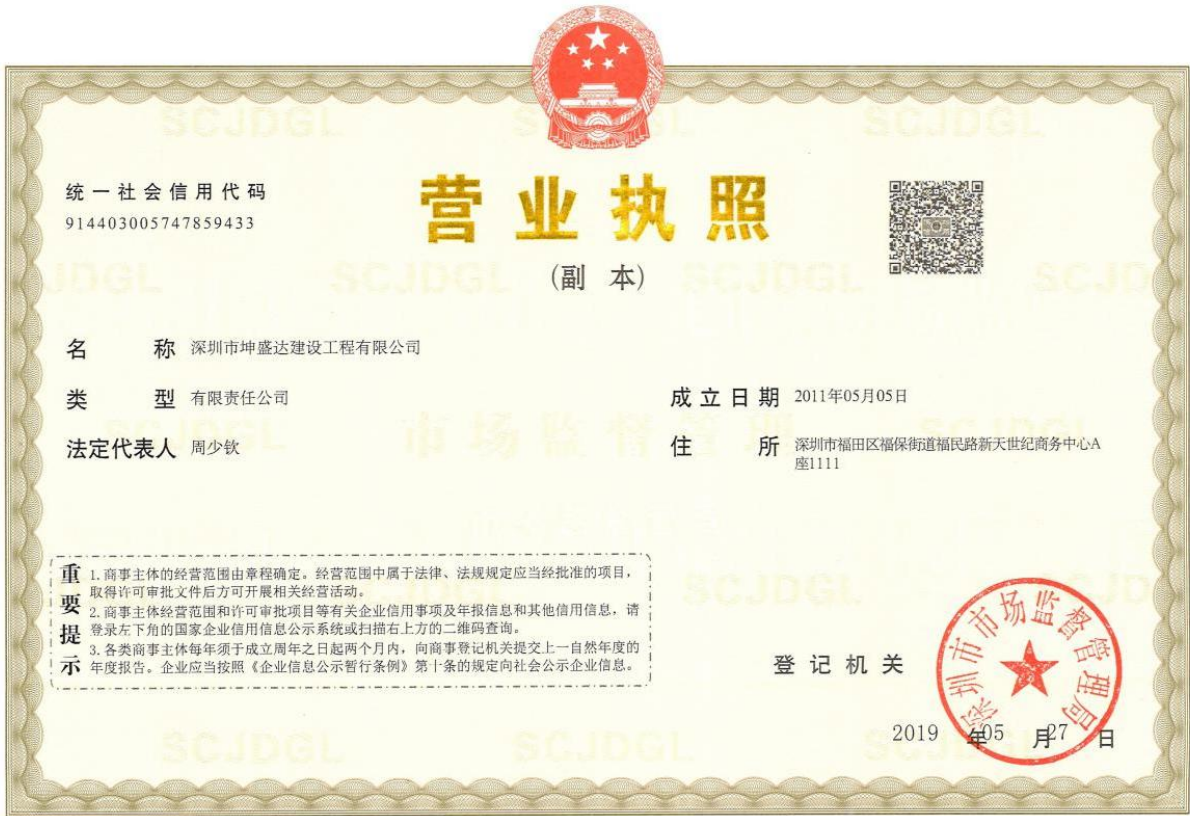 统一社会信用代码
914403005747859433
营业执照
(副 本)
名 称 深圳市坤盛达建设工程有限公司
类 型 有限责任公司
法定代表人 周少钦
成立日期 2011年05月05日
住 所 深圳市福田区福保街道福民路新天世纪商务中心A
座1111
重要提示
1.商事主体的经营范围由章程确定。经营范围中属于法律、法规规定应当经批准的项目，
取得许可审批文件后方可开展相关经营活动。
2.商事主体经营范围和许可审批项目等有关企业信用事项及年报信息和其他信用信息，请
登录左下角的国家企业信用信息公示系统或扫描右上方的二维码查询。
3.各类商事主体每年须于成立周年之日起两个月内，向商事登记机关提交上一自然年度的
年度报告。企业应当按照《企业信息公示暂行条例》第十条的规定向社会公示企业信息。
登记机关
深圳市市场监督管理局
2019 年05 月27 日
SCJDGL
市场监督管理